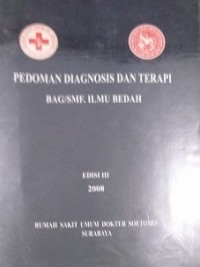 PEDOMAN DIAGNOSIS DAN TERAPI
BAG/SMF. ILMU BEDAH
EDISI III
2008
RUMAH SAKIT UMUM DOKTER SOETOMO
SURABAYA